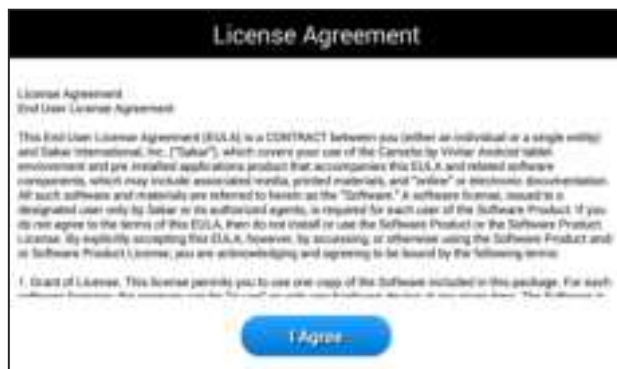 License Agreement
License Agreement
End User License Agreement
This End User License Agreement (EULA) is a CONTRACT between you (either an individual or a single entity)
and Sakar International, Inc. ("Sakar"), which covers your use of the Camelio by Vivitar Android tablet
environment and pre installed applications product that accompanies this EULA and related software
components, which may include associated media, printed materials, and "online" or electronic documentation.
All such software and materials are referred to herein as the "Software." A software license, issued to a
designated user only by Sakar or its authorized agents, is required for each user of the Software Product. If you
do not agree to the terms of this EULA, then do not install or use the Software Product or the Software Product
License. By explicitly accepting this EULA, however, by accessing, or otherwise using the Software Product and/
or Software Product License, you are acknowledging and agreeing to be bound by the following terms:
1. Grant of License. This license permits you to use one copy of the Software included in this package. For each
I Agree...